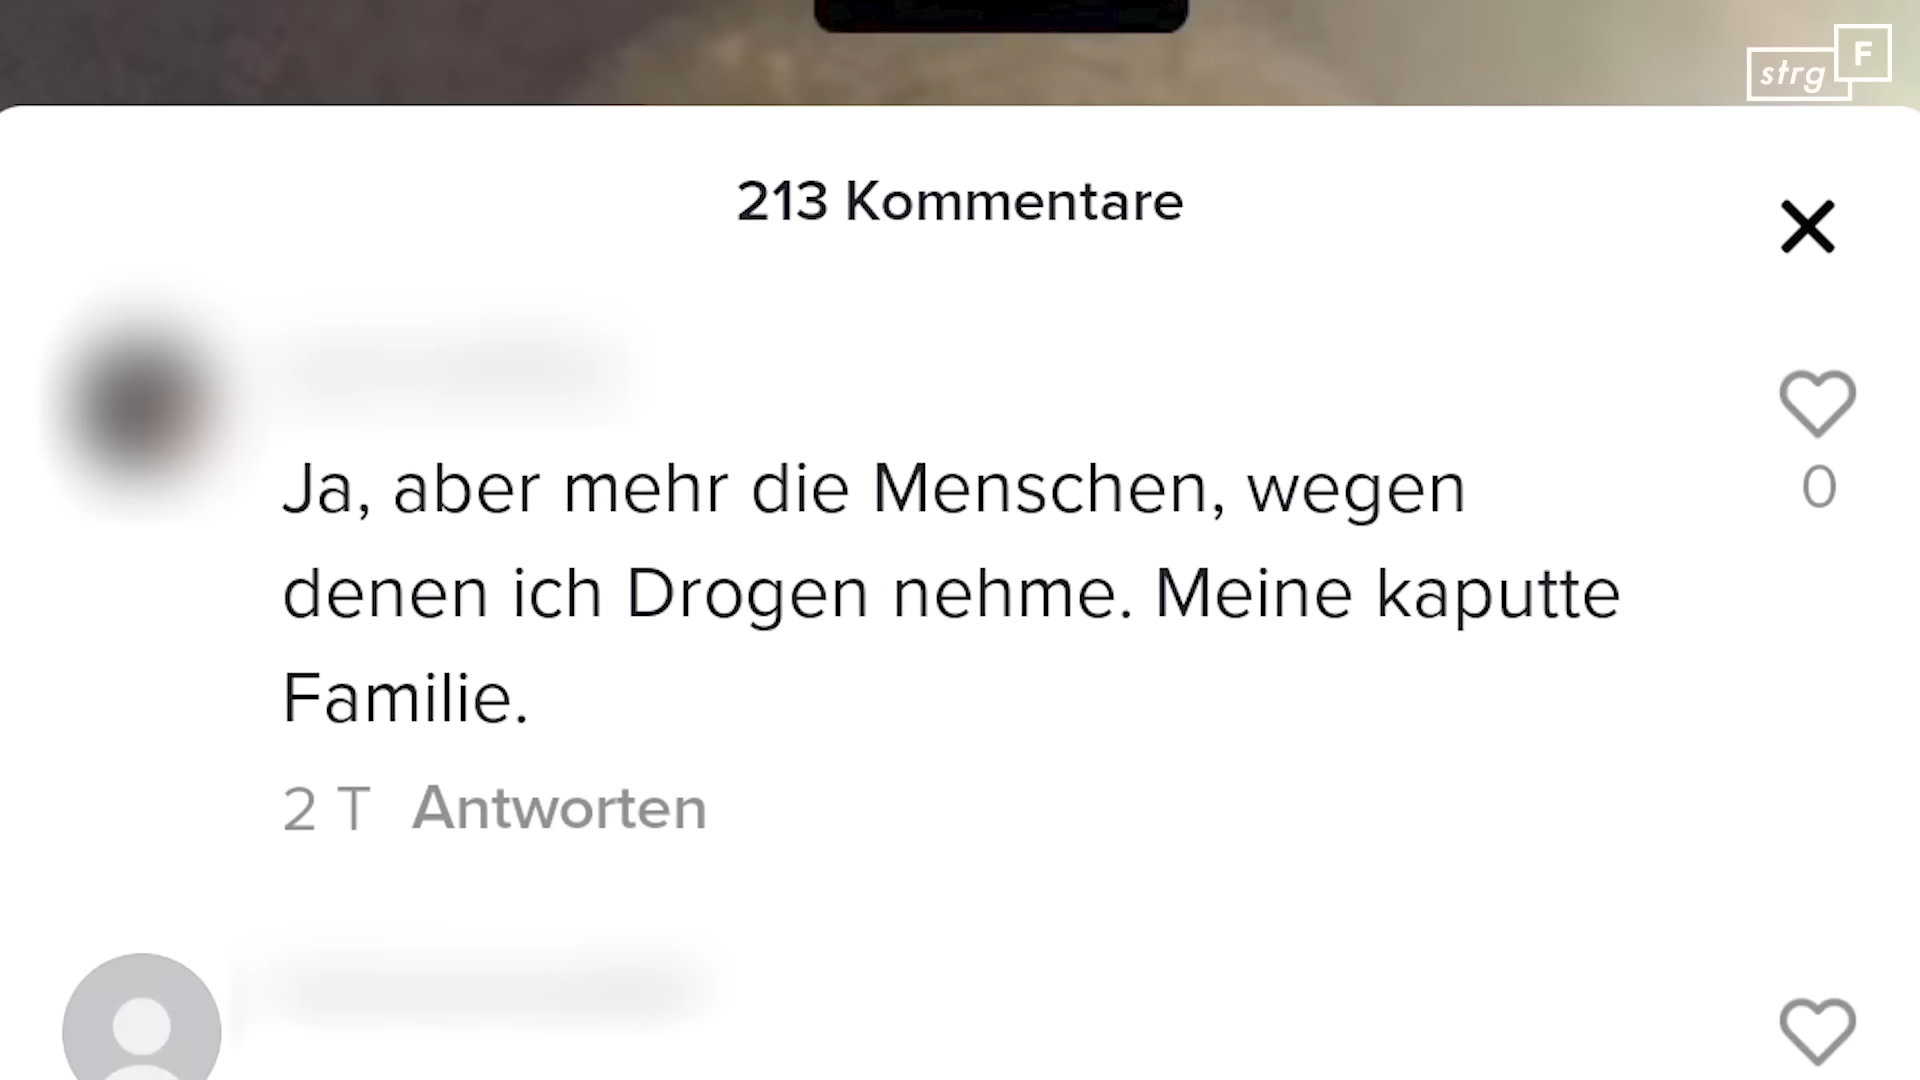 strg F
213 Kommentare
Ja, aber mehr die Menschen, wegen
denen ich Drogen nehme. Meine kaputte
Familie.
0
2 T Antworten